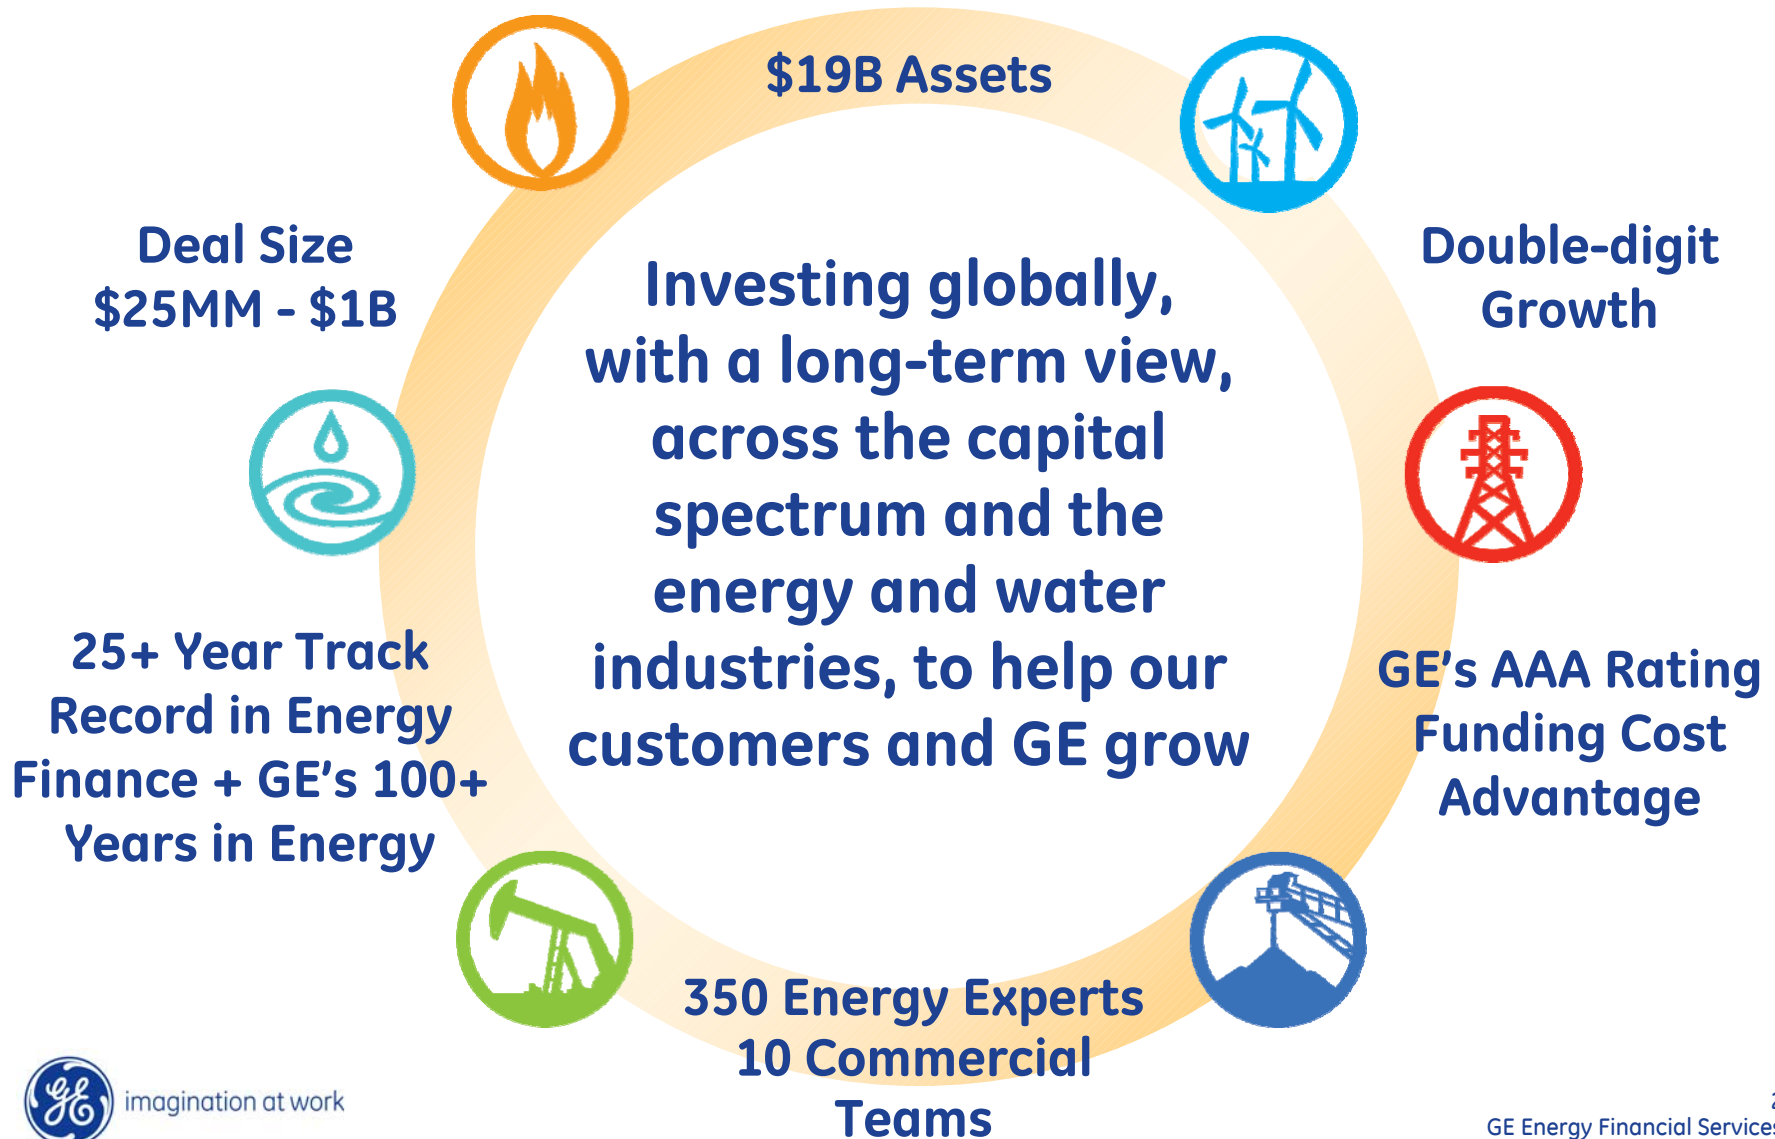 $19B Assets
Deal Size
$25MM - $1B
Double-digit
Growth
Investing globally,
with a long-term view,
across the capital
spectrum and the
energy and water
industries, to help our
customers and GE grow
25+ Year Track
Record in Energy
Finance + GE's 100+
Years in Energy
GE's AAA Rating
Funding Cost
Advantage
350 Energy Experts
10 Commercial
Teams
GE imagination at work
2
GE Energy Financial Services